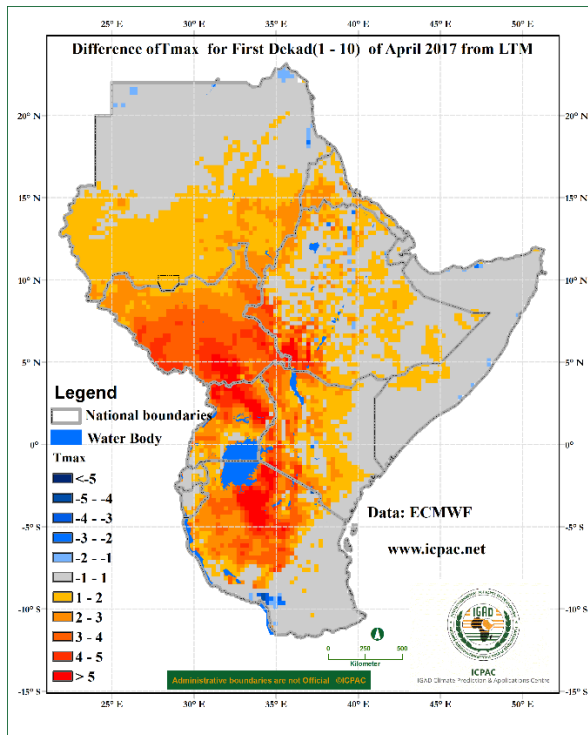 Difference ofTmax for First Dekad(1 - 10) of April 2017 from LTM
25° E 30° E 35° E 40° E 45° E 50° E
20° N 20° N
15° N 15° N
10° N 10° N
5° N 5° N
0° 0°
5° S 5° S
10° S 10° S
15° S 15° S
Legend
National boundaries
Water Body
Tmax
<-5
-5 - -4
-4 - -3
-3 - -2
-2 - -1
-1 - 1
1 - 2
2 - 3
3 - 4
4 - 5
> 5
Data: ECMWF
www.icpac.net
0 250 500
Kilometer
IGAD
ICPAC
IGAD Climate Prediction & Applications Centre
Administrative boundaries are not Official ©ICPAC
25° E 30° E 35° E 40° E 45° E 50° E